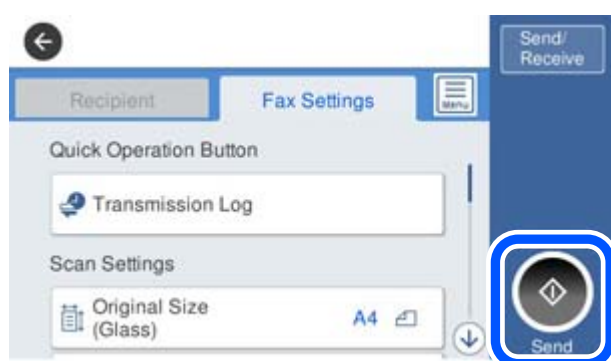 Send/
Receive
Recipient
Fax Settings
Menu
Quick Operation Button
Transmission Log
Scan Settings
Original Size
(Glass)
A4
Send